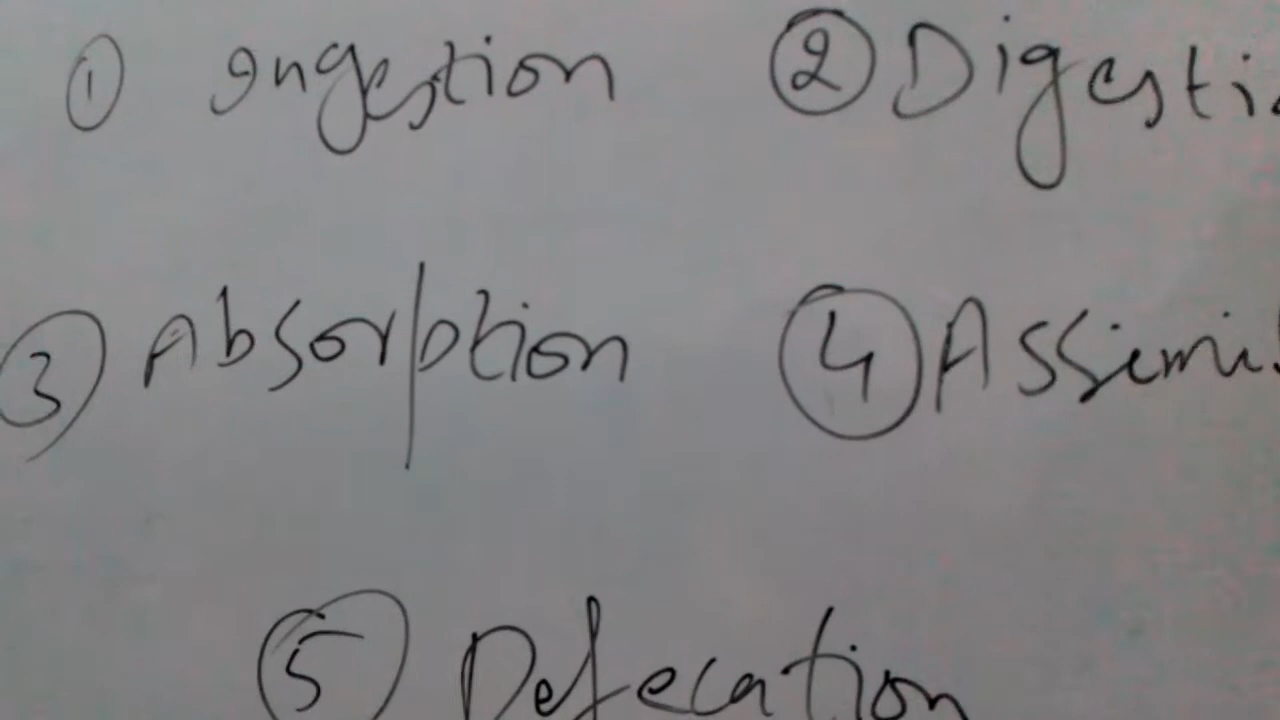 ① Ingestion ② Digesti
③ Absorption ④ Assimi
⑤ Defecation